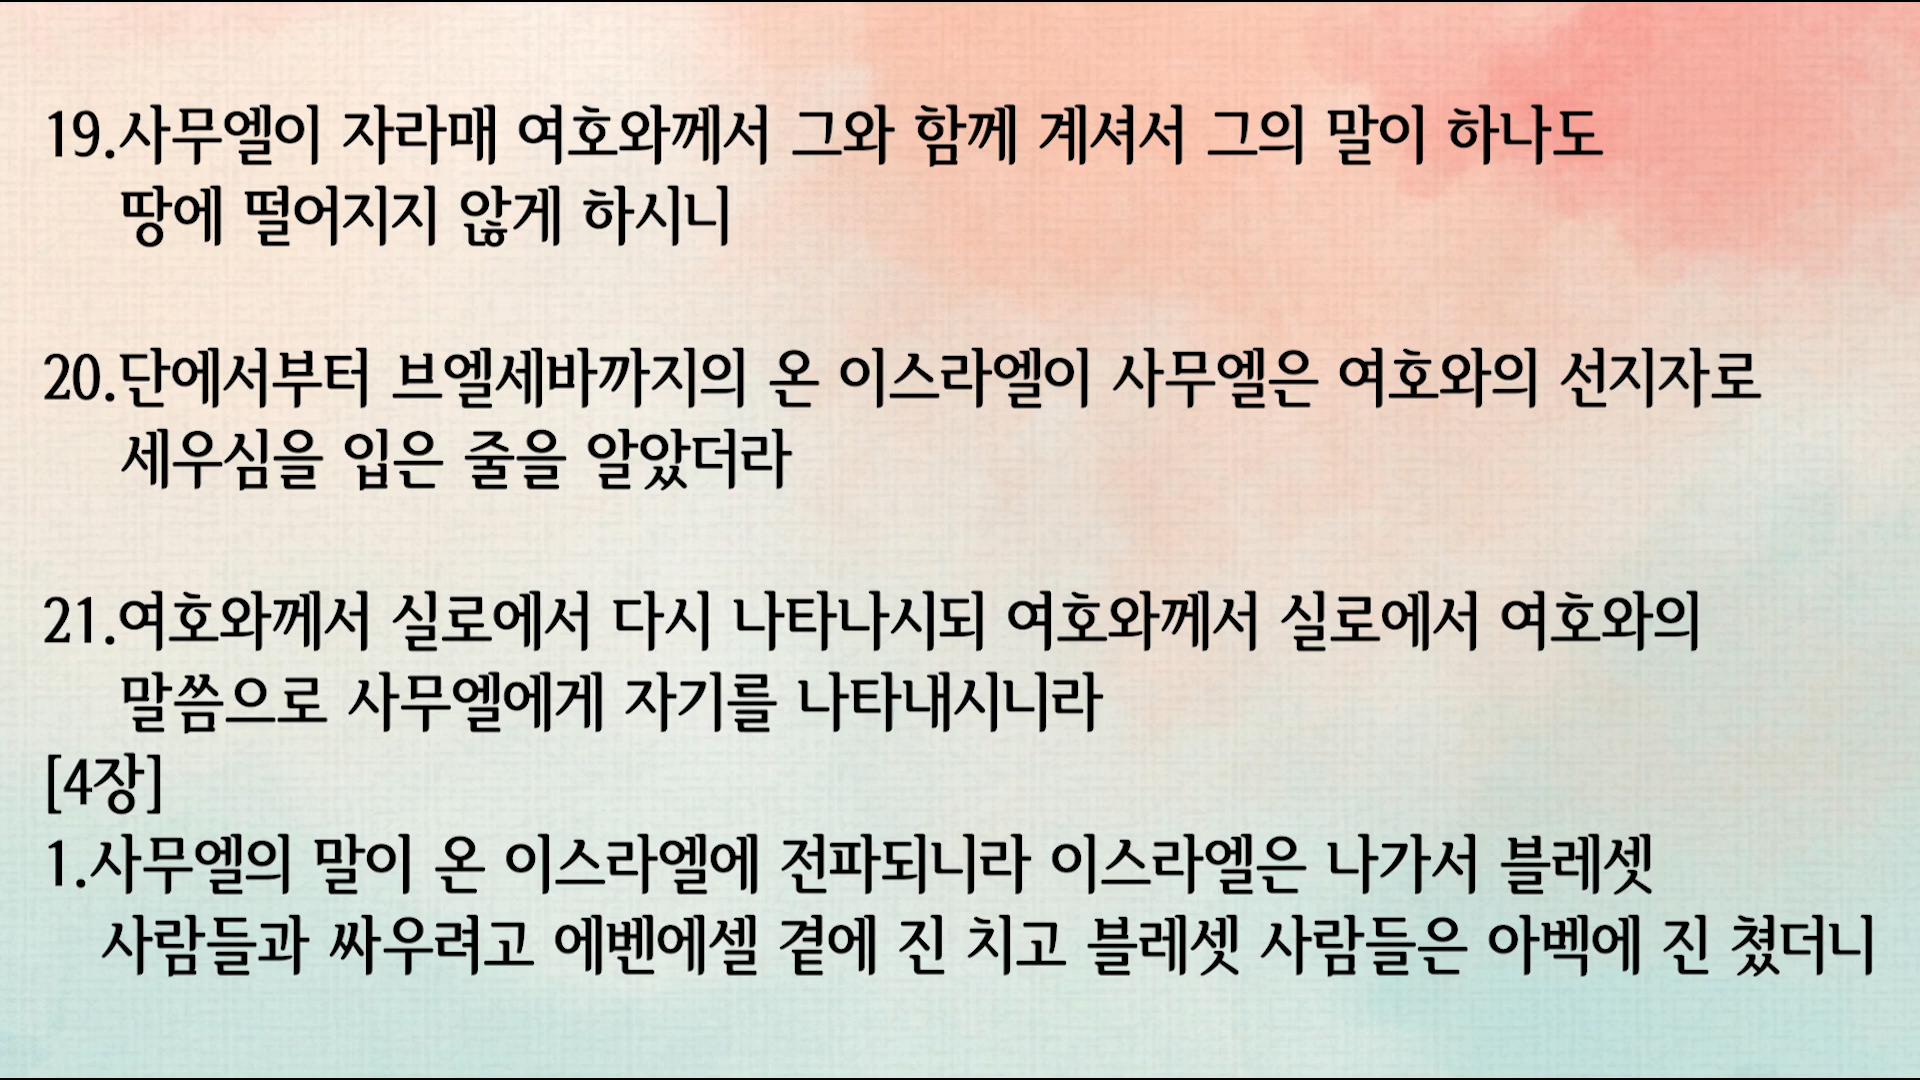 19.사무엘이 자라매 여호와께서 그와 함께 계셔서 그의 말이 하나도
땅에 떨어지지 않게 하시니
20.단에서부터 브엘세바까지의 온 이스라엘이 사무엘은 여호와의 선지자로
세우심을 입은 줄을 알았더라
21.여호와께서 실로에서 다시 나타나시되 여호와께서 실로에서 여호와의
말씀으로 사무엘에게 자기를 나타내시니라
[4장]
1.사무엘의 말이 온 이스라엘에 전파되니라 이스라엘은 나가서 블레셋
사람들과 싸우려고 에벤에셀 곁에 진 치고 블레셋 사람들은 아벡에 진 쳤더니